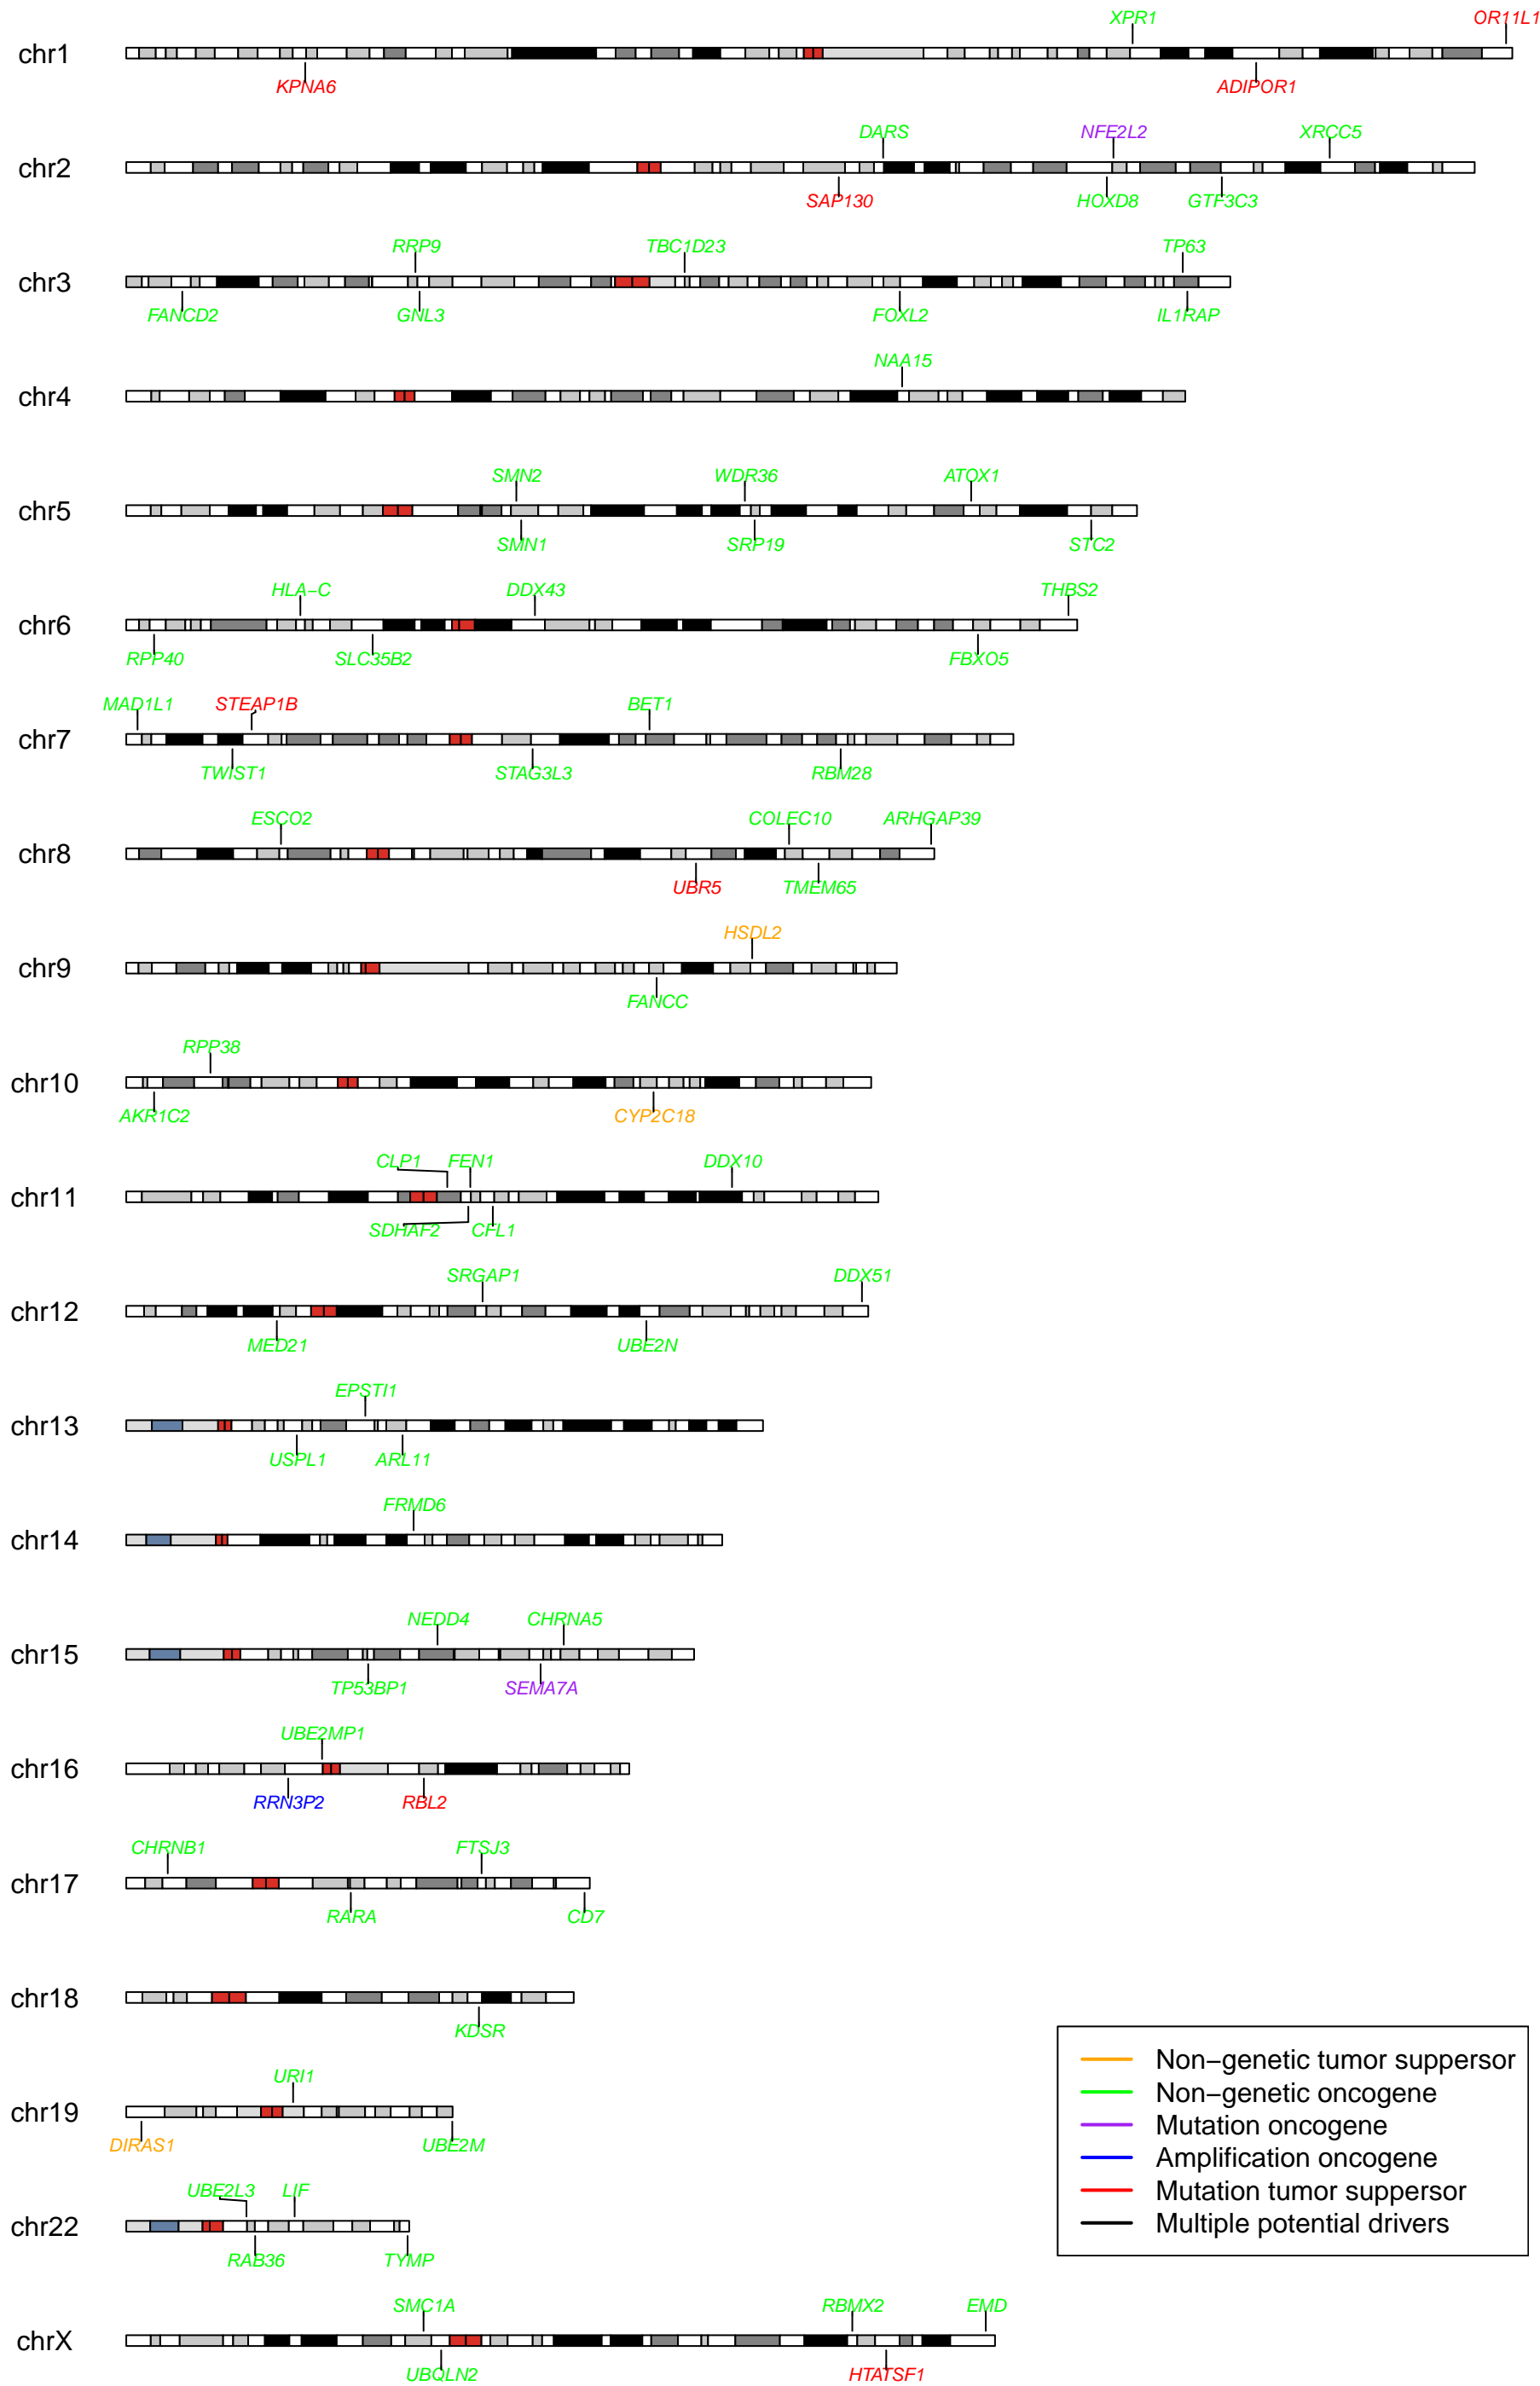 XPR1 OR11L1
chr1
KPNA6 ADIPOR1
DARS NFE2L2 XRCC5
chr2
SAP130 HOXD8 GTF3C3
RRP9 TBC1D23 TP63
chr3
FANCD2 GNL3 FOXL2 IL1RAP
NAA15
chr4
SMN2 WDR36 ATOX1
chr5
SMN1 SRP19 STC2
HLA−C DDX43 THBS2
chr6
RPP40 SLC35B2 FBXO5
MAD1L1 STEAP1B BET1
chr7
TWIST1 STAG3L3 RBM28
ESCO2 COLEC10 ARHGAP39
chr8
UBR5 TMEM65
HSDL2
chr9
FANCC
RPP38
chr10
AKR1C2 CYP2C18
CLP1 FEN1 DDX10
chr11
SDHAF2 CFL1
SRGAP1 DDX51
chr12
MED21 UBE2N
EPSTI1
chr13
USPL1 ARL11
FRMD6
chr14
NEDD4 CHRNA5
chr15
TP53BP1 SEMA7A
UBE2MP1
chr16
RRN3P2 RBL2
CHRNB1 FTSJ3
chr17
RARA CD7
chr18
KDSR
URI1
chr19
DIRAS1 UBE2M
UBE2L3 LIF
chr22
RAB36 TYMP
SMC1A RBMX2 EMD
chrX
UBQLN2 HTATSF1
Non−genetic tumor suppersor
Non−genetic oncogene
Mutation oncogene
Amplification oncogene
Mutation tumor suppersor
Multiple potential drivers